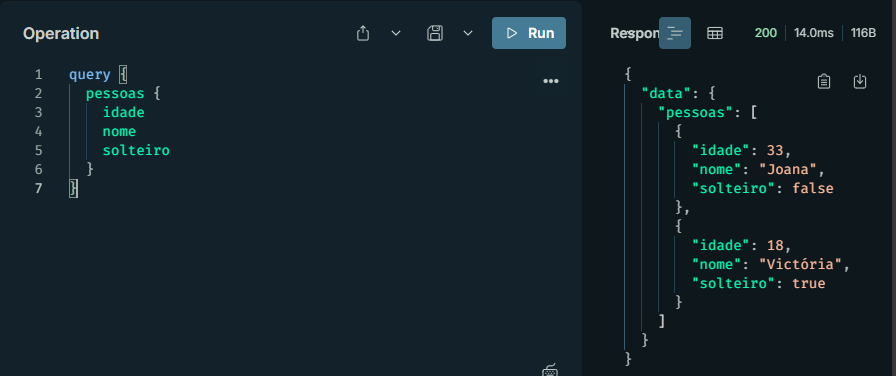 Operation
Run
1 query {
2 pessoas {
3 idade
4 nome
5 solteiro
6 }
7 }
Respon
200 14.0ms 116B
{
"data": {
"pessoas": [
{
"idade": 33,
"nome": "Joana",
"solteiro": false
},
{
"idade": 18,
"nome": "Victória",
"solteiro": true
}
]
}
}